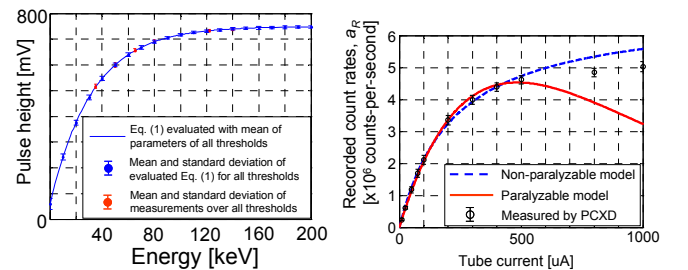 Pulse height [mV]
800
400
0
Eq. (1) evaluated with mean of
parameters of all thresholds
Mean and standard deviation of
evaluated Eq. (1) for all thresholds
Mean and standard deviation of
measurements over all thresholds
0 40 80 120 160 200
Energy [keV]
Recorded count rates, a_R
[x10⁶ counts-per-second]
6
5
4
3
2
1
0
Non-paralyzable model
Paralyzable model
Measured by PCXD
0 500 1000
Tube current [uA]